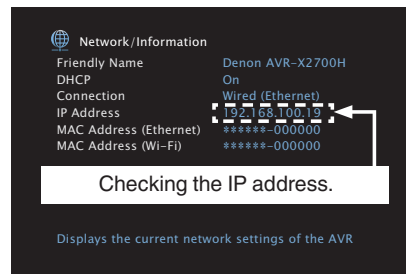 Network/Information
Friendly Name Denon AVR-X2700H
DHCP On
Connection Wired (Ethernet)
IP Address 192.168.100.19
MAC Address (Ethernet) ******-000000
MAC Address (Wi-Fi) ******-000000
Checking the IP address.
Displays the current network settings of the AVR